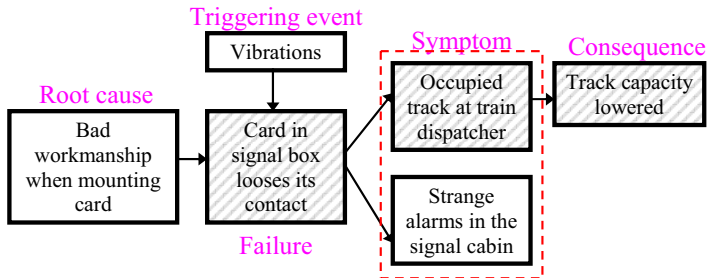 Triggering event
Vibrations
Symptom
Consequence
Root cause
Bad
workmanship
when mounting
card
Card in
signal box
looses its
contact
Failure
Occupied
track at train
dispatcher
Track capacity
lowered
Strange
alarms in the
signal cabin